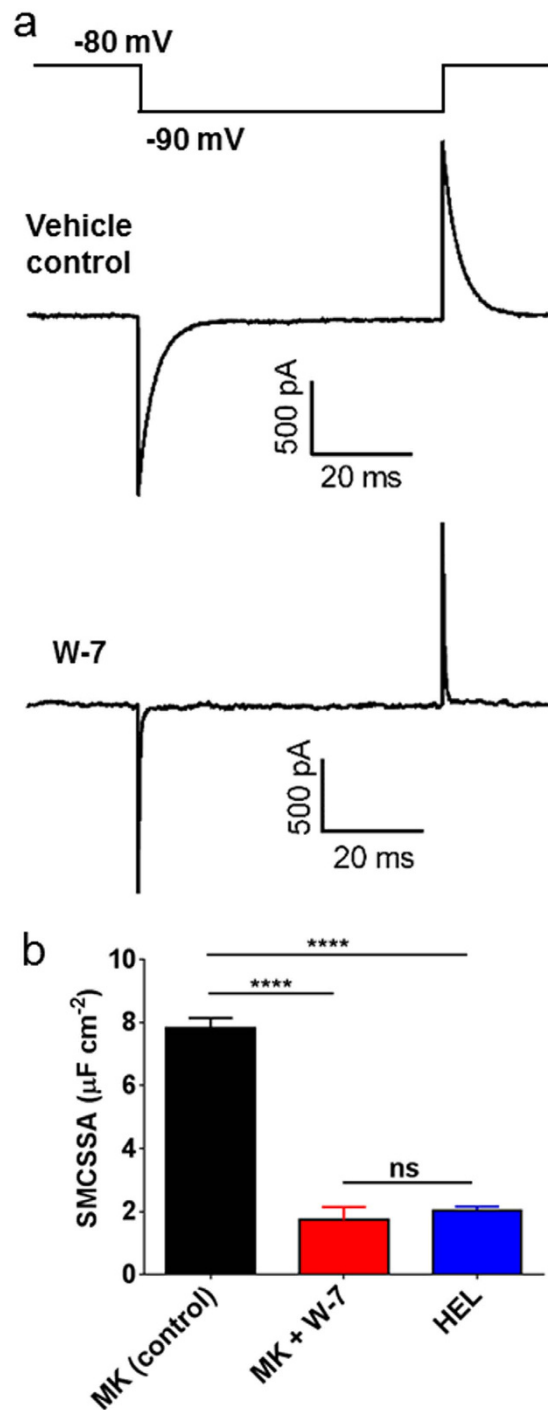 a
-80 mV
-90 mV
Vehicle
control
500 pA
20 ms
W-7
500 pA
20 ms
b
SMCSSA (µF cm⁻²)
10
8
6
4
2
0
****
****
ns
MK (control)
MK + W-7
HEL